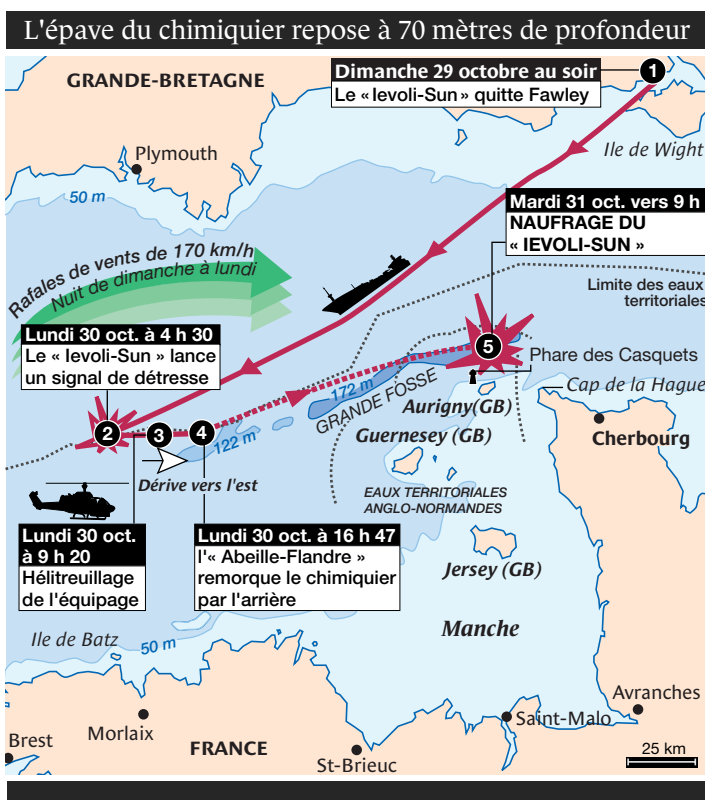 L'épave du chimiquier repose à 70 mètres de profondeur
GRANDE-BRETAGNE
Dimanche 29 octobre au soir
Le « Ievoli-Sun » quitte Fawley
1
Ile de Wight
Plymouth
50 m
Mardi 31 oct. vers 9 h
NAUFRAGE DU
« IEVOLI-SUN »
Rafales de vents de 170 km/h
Nuit de dimanche à lundi
Limite des eaux
territoriales
Lundi 30 oct. à 4 h 30
Le « Ievoli-Sun » lance
un signal de détresse
5
Phare des Casquets
172 m
GRANDE FOSSE
Cap de la Hague
Aurigny(GB)
Cherbourg
2
3
4
122 m
Guernesey (GB)
Dérive vers l'est
EAUX TERRITORIALES
ANGLO-NORMANDES
Lundi 30 oct.
à 9 h 20
Hélitreuillage
de l'équipage
Lundi 30 oct. à 16 h 47
l'« Abeille-Flandre »
remorque le chimiquier
par l'arrière
Jersey (GB)
Manche
Ile de Batz
50 m
Avranches
Saint-Malo
Morlaix
Brest
FRANCE
St-Brieuc
25 km